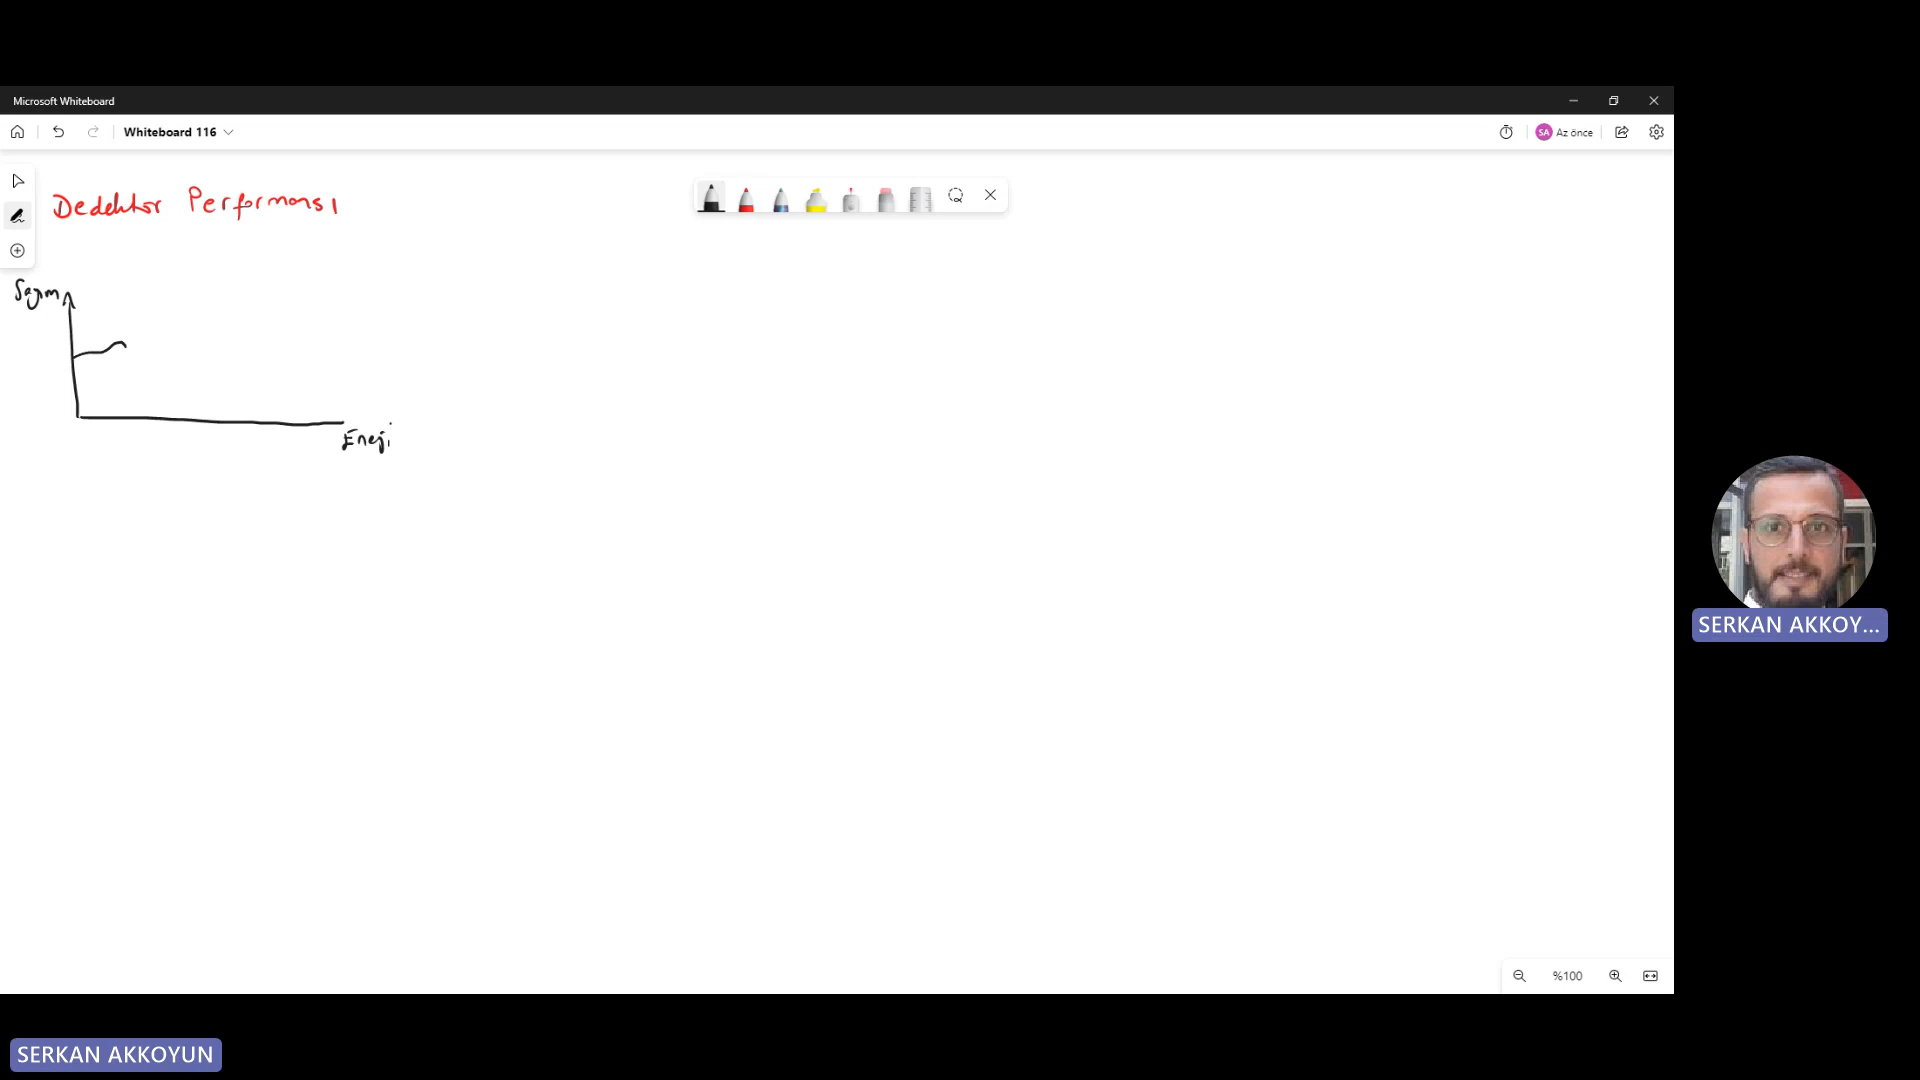 Microsoft Whiteboard
Whiteboard 116
SA Az önce
Dedektör Performansı
Sayım
Enerji
%100
SERKAN AKKOY...
SERKAN AKKOYUN